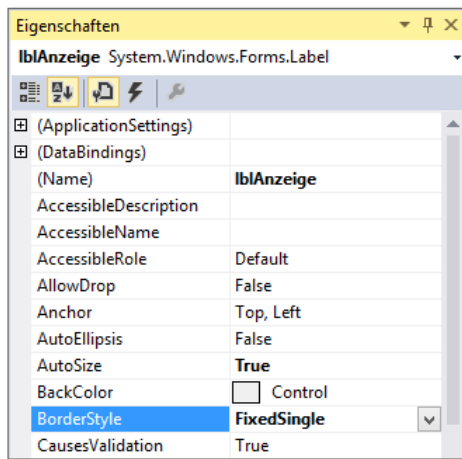 Eigenschaften
lblAnzeige System.Windows.Forms.Label
(ApplicationSettings)
(DataBindings)
(Name) lblAnzeige
AccessibleDescription
AccessibleName
AccessibleRole Default
AllowDrop False
Anchor Top, Left
AutoEllipsis False
AutoSize True
BackColor Control
BorderStyle FixedSingle
CausesValidation True